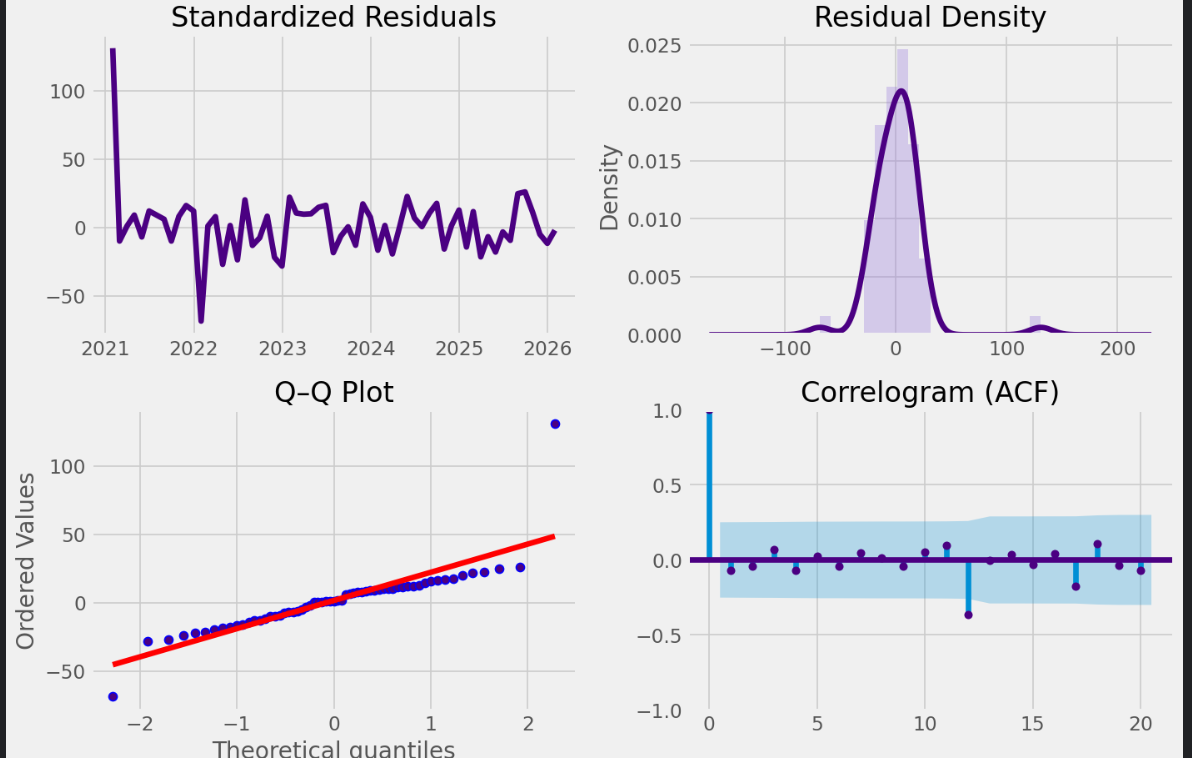 Standardized Residuals
100
50
0
−50
2021 2022 2023 2024 2025 2026
Residual Density
Density
0.025
0.020
0.015
0.010
0.005
0.000
−100 0 100 200
Q–Q Plot
Ordered Values
100
50
0
−50
−2 −1 0 1 2
Theoretical quantiles
Correlogram (ACF)
1.0
0.5
0.0
−0.5
−1.0
0 5 10 15 20